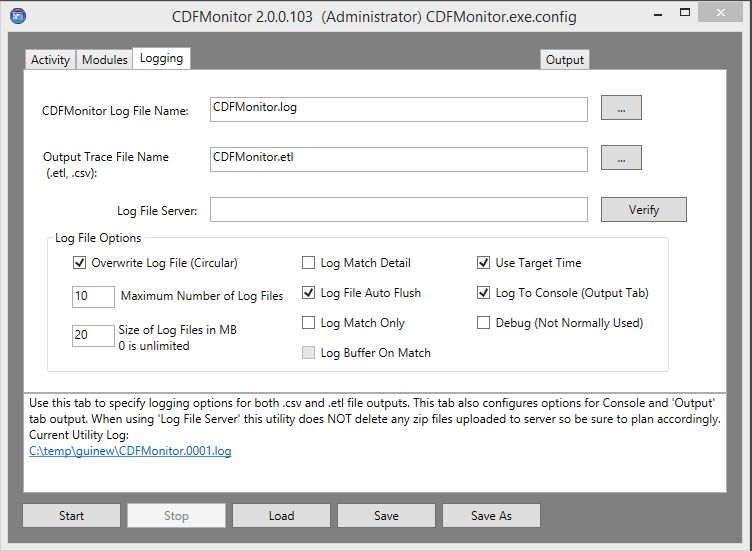 CDFMonitor 2.0.0.103 (Administrator) CDFMonitor.exe.config
Activity Modules Logging Output
CDFMonitor Log File Name: CDFMonitor.log ...
Output Trace File Name CDFMonitor.etl ...
(.etl, .csv):
Log File Server: Verify
Log File Options
Overwrite Log File (Circular) Log Match Detail Use Target Time
10 Maximum Number of Log Files Log File Auto Flush Log To Console (Output Tab)
20 Size of Log Files in MB Log Match Only Debug (Not Normally Used)
0 is unlimited
Log Buffer On Match
Use this tab to specify logging options for both .csv and .etl file outputs. This tab also configures options for Console and 'Output'
tab output. When using 'Log File Server' this utility does NOT delete any zip files uploaded to server so be sure to plan accordingly.
Current Utility Log:
C:\temp\guinew\CDFMonitor.0001.log
Start Stop Load Save Save As